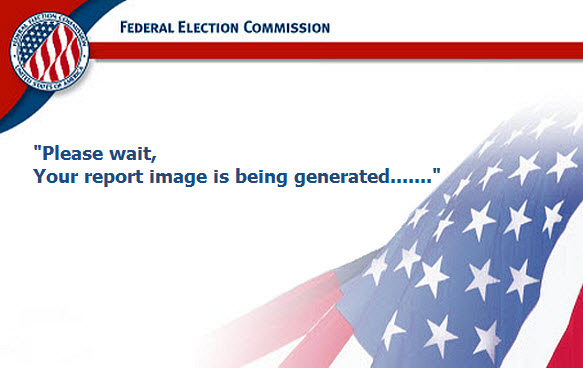 FEDERAL ELECTION COMMISSION
FEDERAL ELECTION COMMISSION
UNITED STATES OF AMERICA
"Please wait,
Your report image is being generated......."